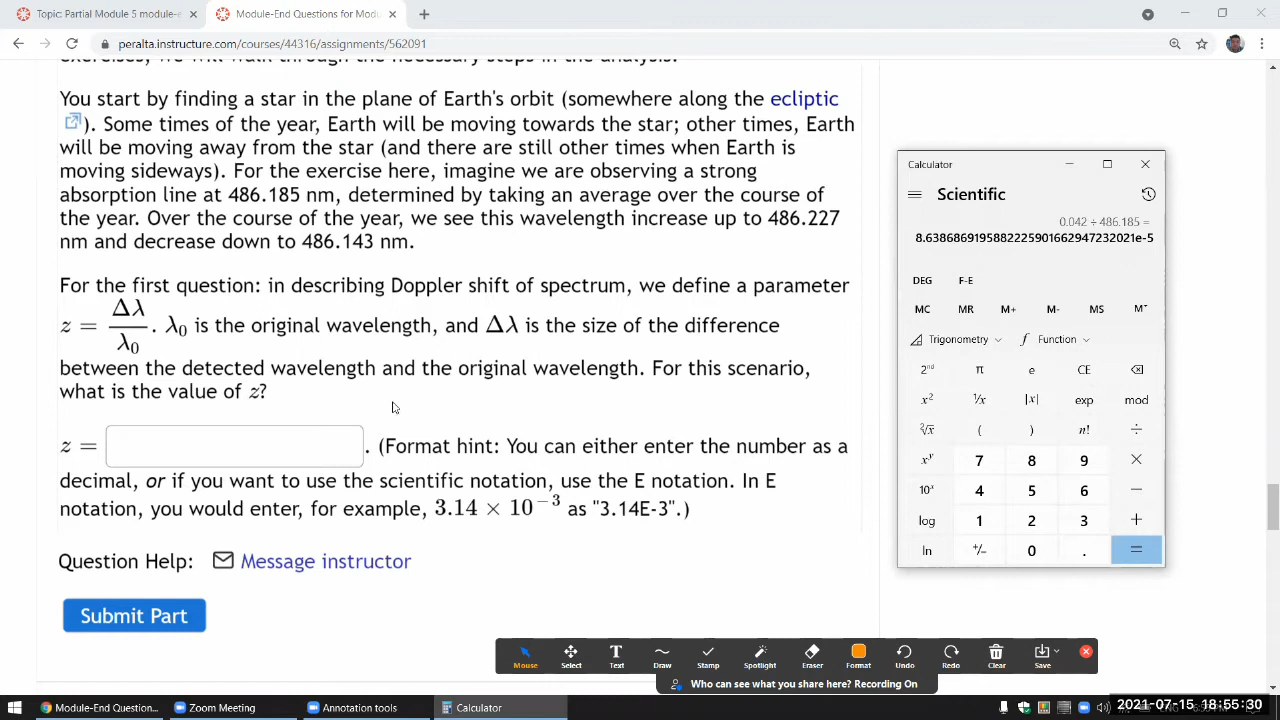 Topic: Partial Module 5 module-e
Module-End Questions for Modu
peralta.instructure.com/courses/44316/assignments/562091
exercises, we will walk through the necessary steps in the analysis.
You start by finding a star in the plane of Earth's orbit (somewhere along the ecliptic
). Some times of the year, Earth will be moving towards the star; other times, Earth
will be moving away from the star (and there are still other times when Earth is
moving sideways). For the exercise here, imagine we are observing a strong
absorption line at 486.185 nm, determined by taking an average over the course of
the year. Over the course of the year, we see this wavelength increase up to 486.227
nm and decrease down to 486.143 nm.
For the first question: in describing Doppler shift of spectrum, we define a parameter
z = Δλ/λ₀. λ₀ is the original wavelength, and Δλ is the size of the difference
between the detected wavelength and the original wavelength. For this scenario,
what is the value of z?
z = . (Format hint: You can either enter the number as a
decimal, or if you want to use the scientific notation, use the E notation. In E
notation, you would enter, for example, 3.14 × 10⁻³ as "3.14E-3".)
Question Help: Message instructor
Submit Part
Calculator
Scientific
0.042 ÷ 486.185 =
8.6386869195882225901662947232021e-5
DEG F-E
MC MR M+ M- MS M˅
Trigonometry Function
2ⁿᵈ π e CE
x² ¹/x |x| exp mod
²√x ( ) n! ÷
xʸ 7 8 9 ×
10ˣ 4 5 6 −
log 1 2 3 +
ln +/− 0 . =
Mouse Select Text Draw Stamp Spotlight Eraser Format Undo Redo Clear Save
Who can see what you share here? Recording On
Module-End Question... Zoom Meeting Annotation tools Calculator
2021-07-15 18:55:30